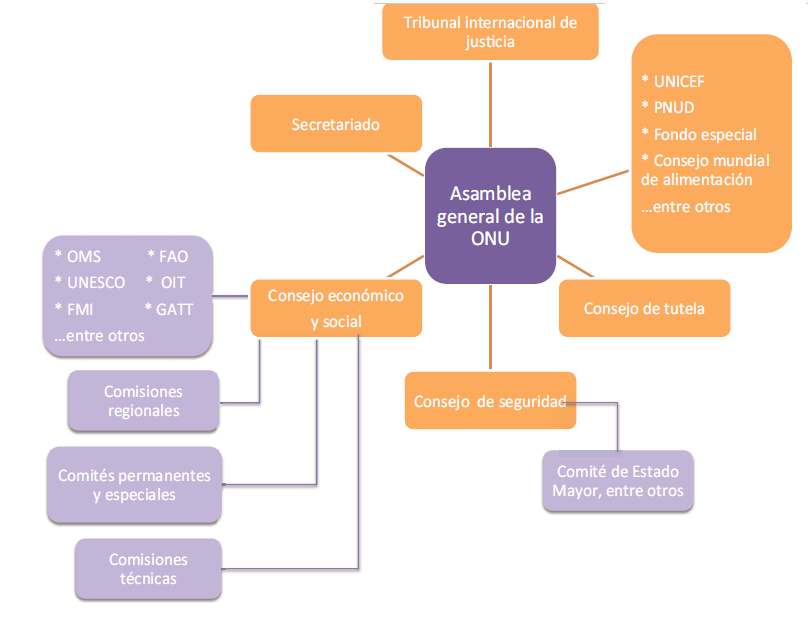 Tribunal internacional de
justicia
Secretariado
* UNICEF
* PNUD
* Fondo especial
* Consejo mundial
de alimentación
...entre otros
Asamblea
general de la
ONU
* OMS * FAO
* UNESCO * OIT
* FMI * GATT
...entre otros
Consejo económico
y social
Consejo de tutela
Comisiones
regionales
Consejo de seguridad
Comités permanentes
y especiales
Comité de Estado
Mayor, entre otros
Comisiones
técnicas